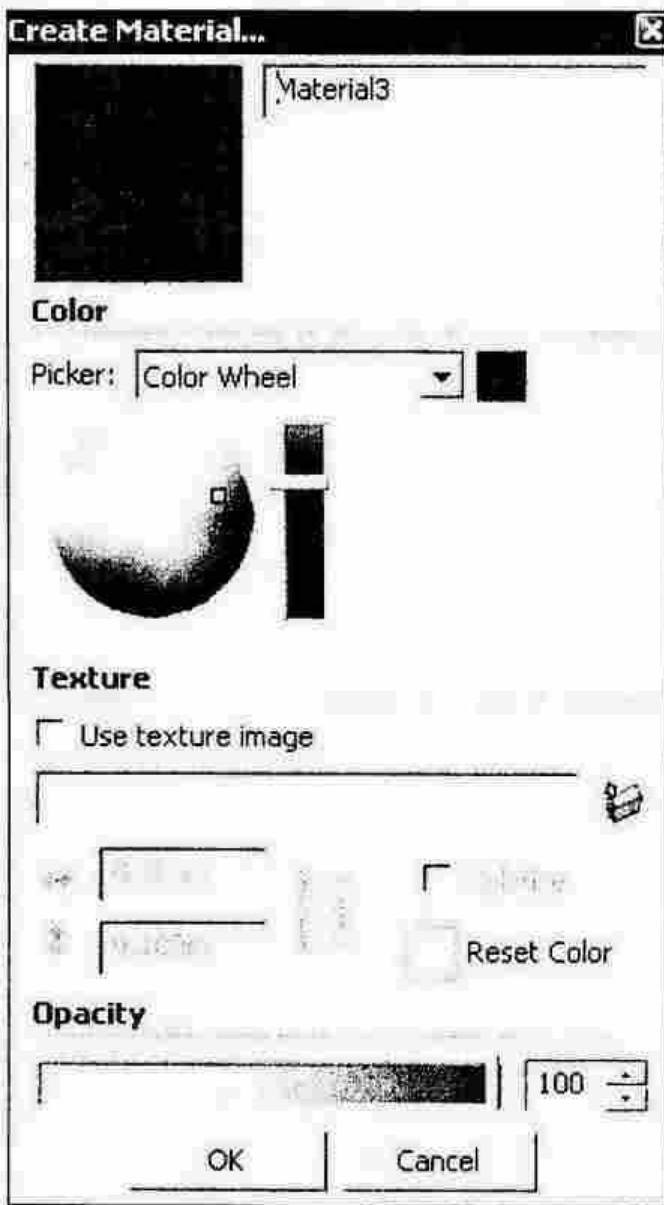 Create Material...
Material3
Color
Picker: Color Wheel
Texture
Use texture image
Reset Color
Opacity
100
OK Cancel